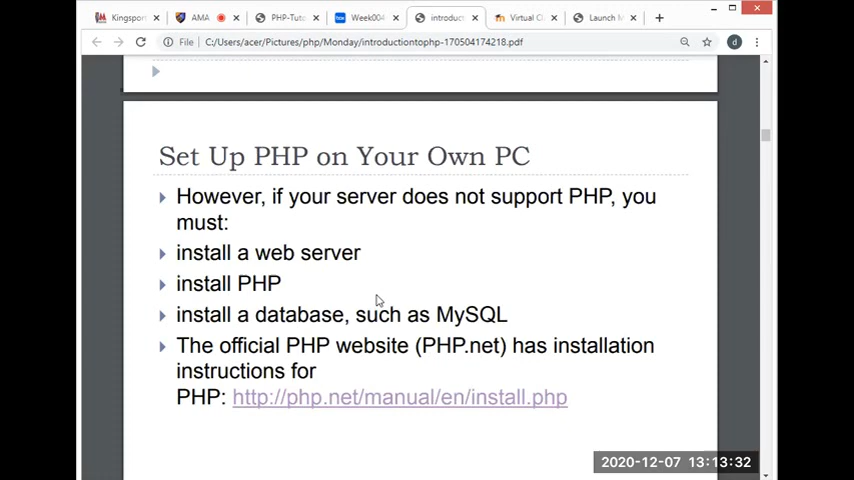 Kingsport
AMA
PHP-Tuto
Week004
introduct
Virtual Cl
Launch M
File
C:/Users/acer/Pictures/php/Monday/introductiontophp-170504174218.pdf
d
Set Up PHP on Your Own PC
However, if your server does not support PHP, you
must:
install a web server
install PHP
install a database, such as MySQL
The official PHP website (PHP.net) has installation
instructions for
PHP: http://php.net/manual/en/install.php
2020-12-07 13:13:32